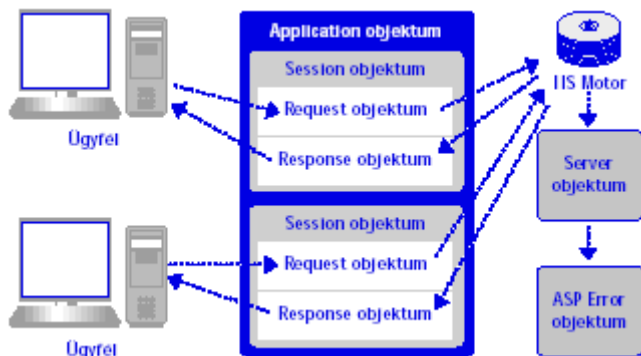 Application objektum
Session objektum
Request objektum
Response objektum
Ügyfél
IIS Motor
Server
objektum
Session objektum
Request objektum
Response objektum
Ügyfél
ASP Error
objektum